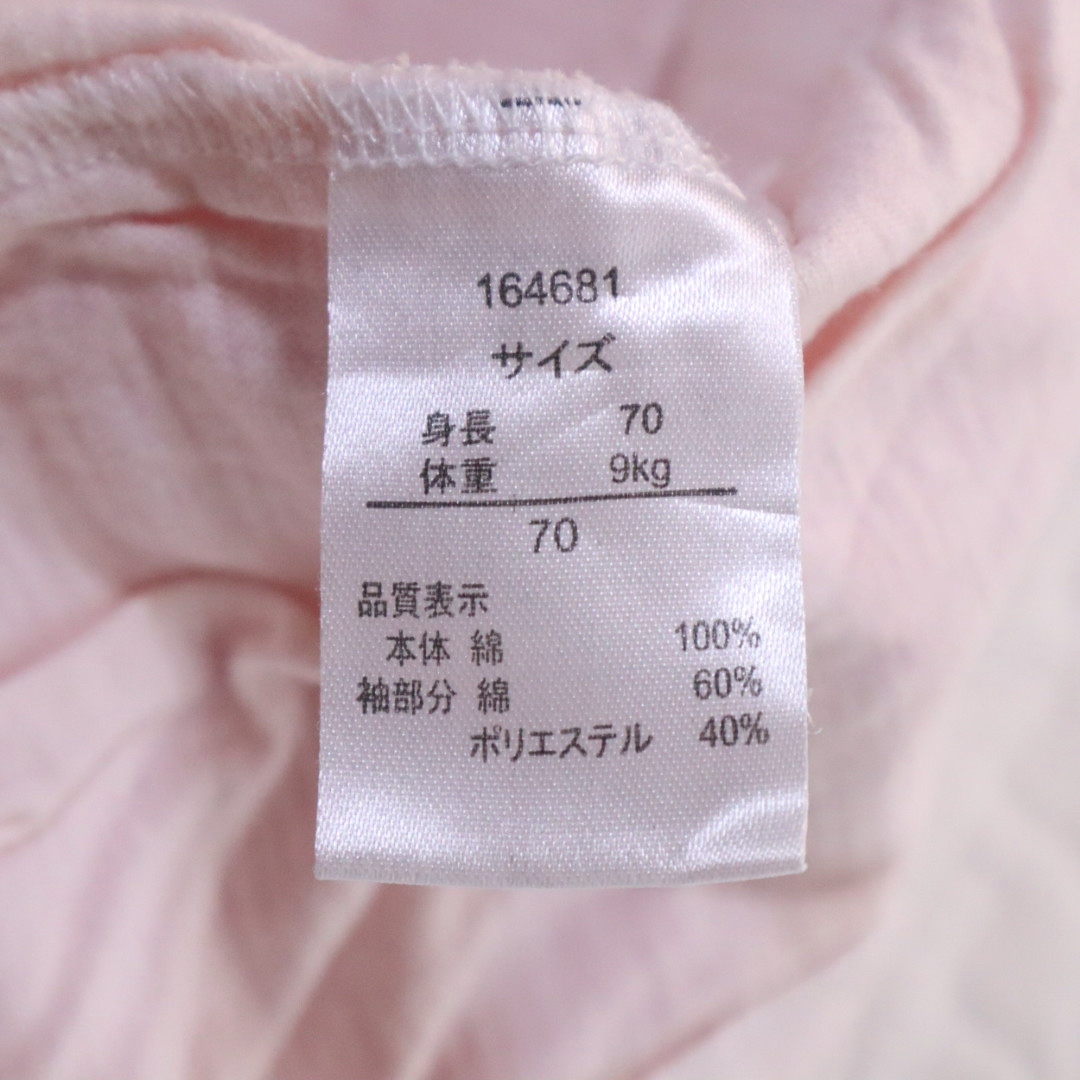 164681
サイズ
身長 70
体重 9kg
70
品質表示
本体 綿 100%
袖部分 綿 60%
ポリエステル 40%